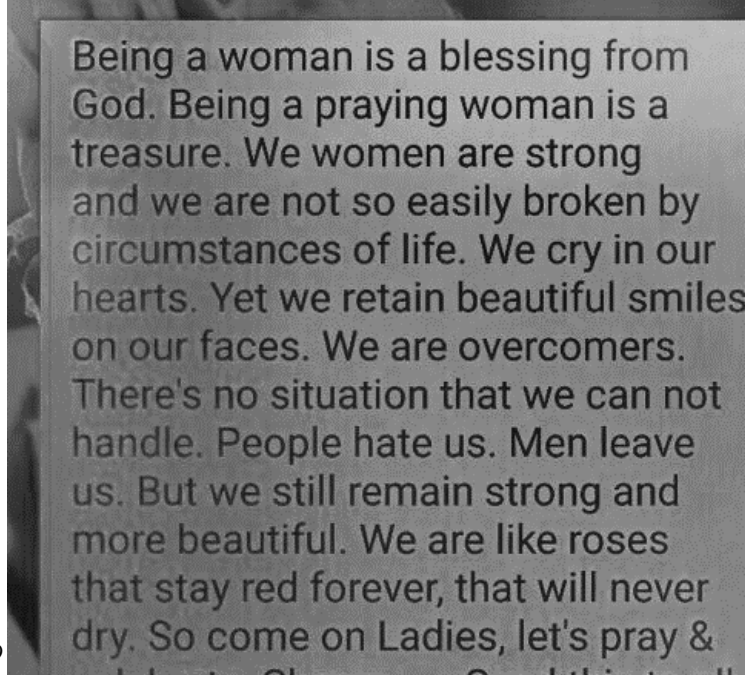 Being a woman is a blessing from
God. Being a praying woman is a
treasure. We women are strong
and we are not so easily broken by
circumstances of life. We cry in our
hearts. Yet we retain beautiful smiles
on our faces. We are overcomers.
There's no situation that we can not
handle. People hate us. Men leave
us. But we still remain strong and
more beautiful. We are like roses
that stay red forever, that will never
dry. So come on Ladies, let's pray &